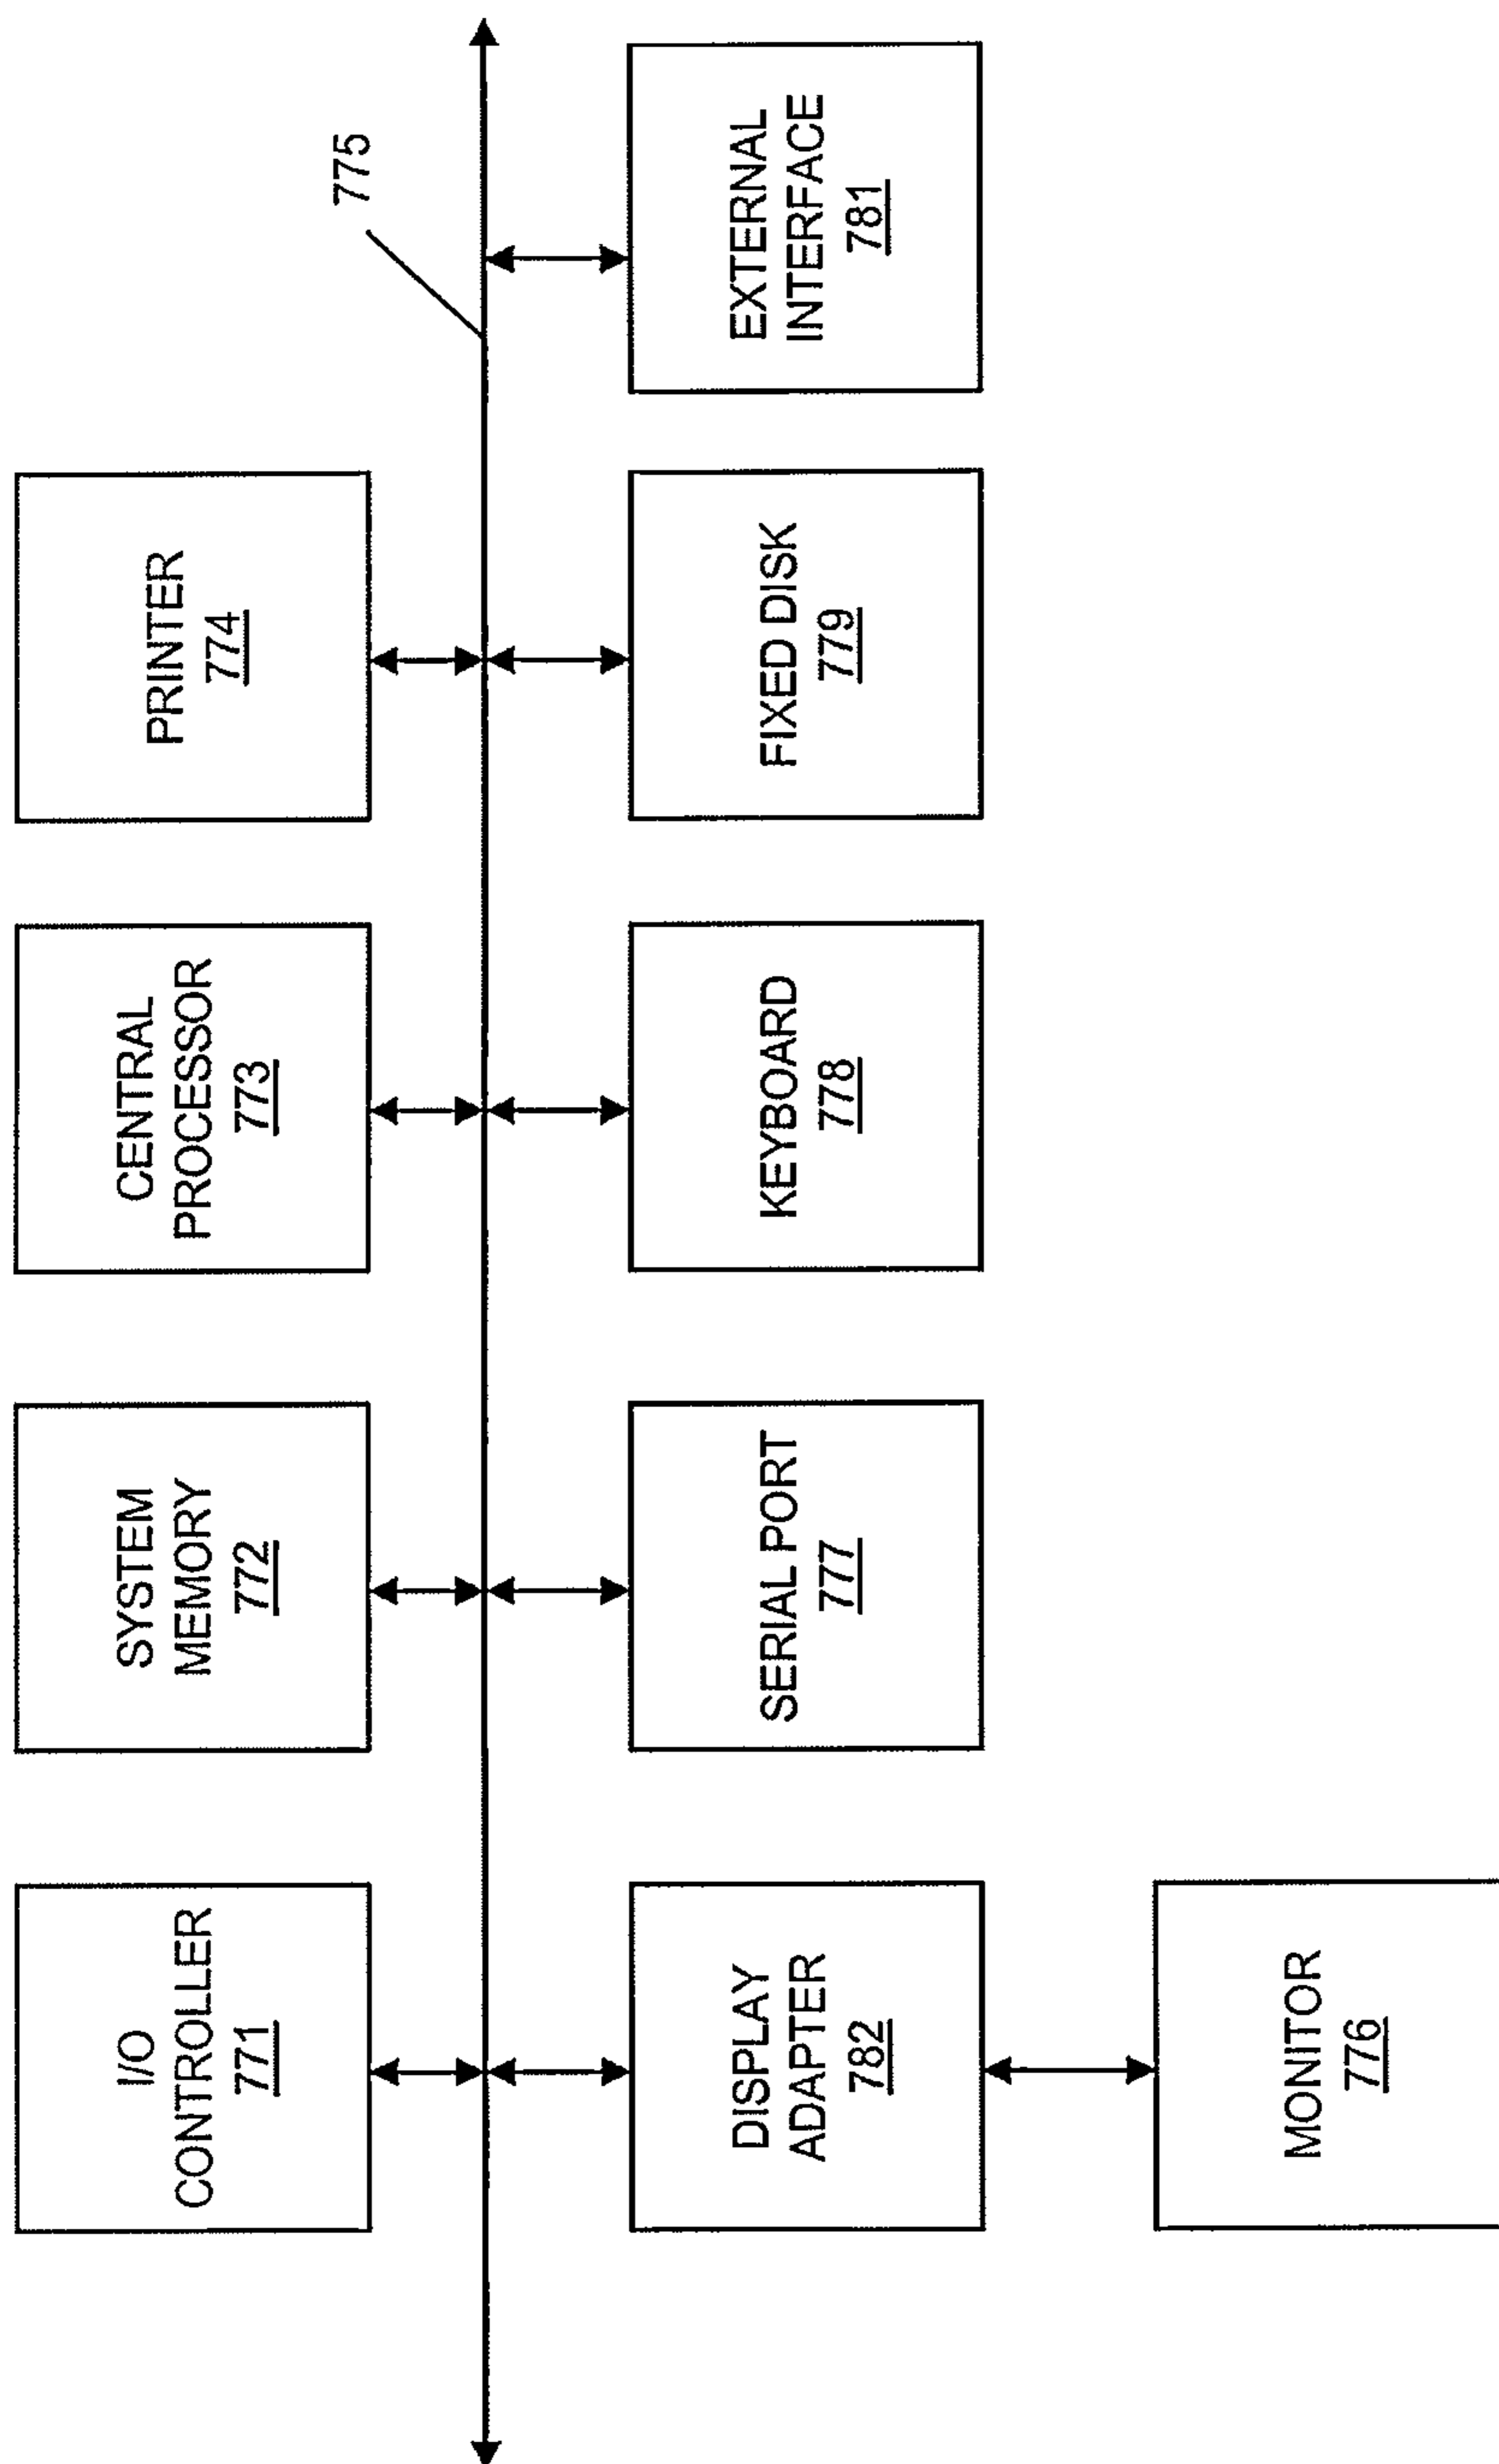 I/O
CONTROLLER
771
SYSTEM
MEMORY
772
CENTRAL
PROCESSOR
773
PRINTER
774
775
DISPLAY
ADAPTER
782
SERIAL PORT
777
KEYBOARD
778
FIXED DISK
779
EXTERNAL
INTERFACE
781
MONITOR
776